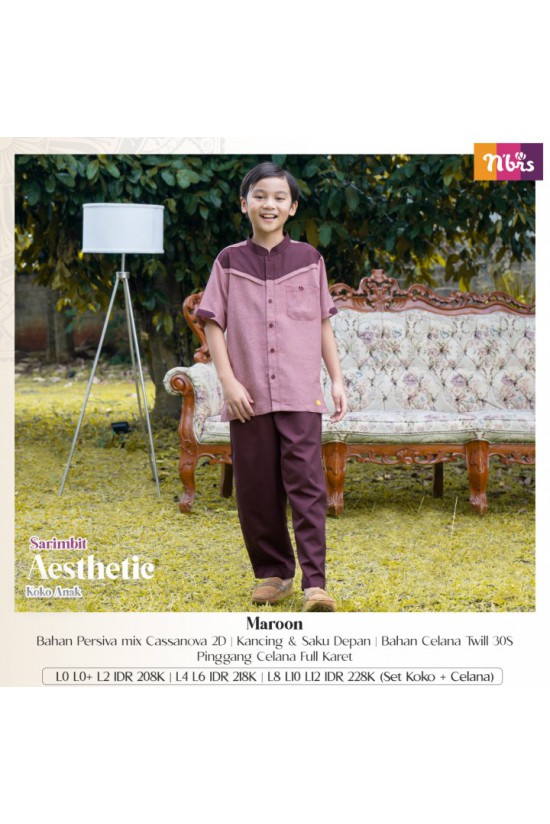 Nbrs
Sarimbit
Aesthetic
Koko Anak
Maroon
Bahan Persiva mix Cassanova 2D | Kancing & Saku Depan | Bahan Celana Twill 30S
Pinggang Celana Full Karet
L0 L0+ L2 IDR 208K | L4 L6 IDR 218K | L8 L10 L12 IDR 228K (Set Koko + Celana)